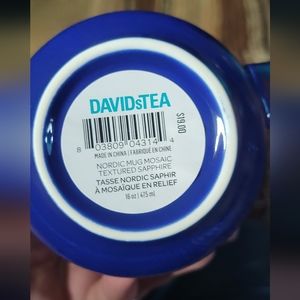 DAVIDsTEA
$19.00
8 03809 04314 4
MADE IN CHINA | FABRIQUÉ EN CHINE
NORDIC MUG MOSAIC
TEXTURED SAPPHIRE
TASSE NORDIC SAPHIR
À MOSAÏQUE EN RELIEF
16 oz | 475 ml